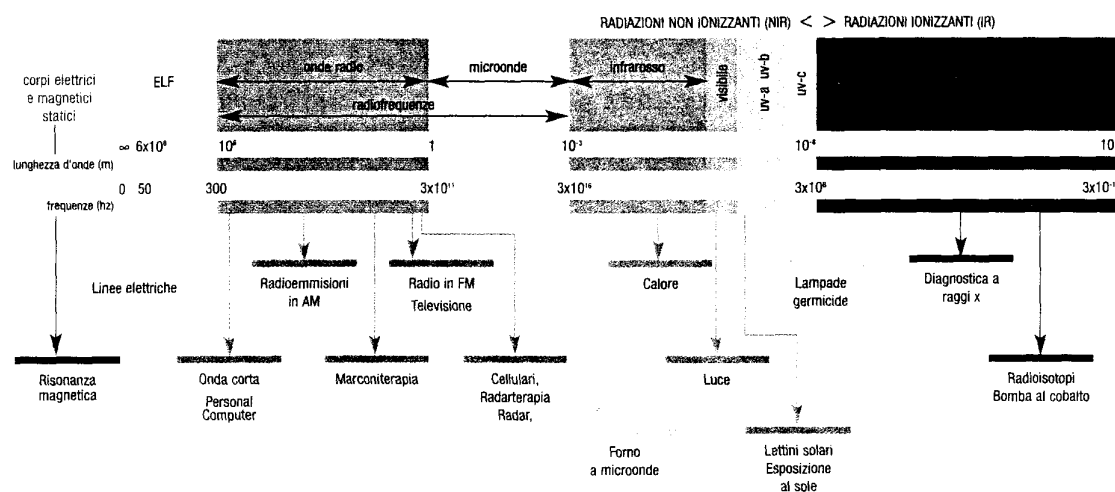 RADIAZIONI NON IONIZZANTI (NIR) < > RADIAZIONI IONIZZANTI (IR)
corpi elettrici
e magnetici
statici
ELF
onde radio
microonde
infrarosso
visibile
uv-a uv-b
uv-c
radiofrequenze
∞ 6x10⁶ 10⁶ 1 10⁻³ 10⁻⁸ 10
lunghezza d'onde (m)
0 50 300 3x10¹¹ 3x10¹⁶ 3x10⁸
frequenze (hz)
Linee elettriche
Radioemmisioni
in AM
Radio in FM
Televisione
Calore
Lampade
germicide
Diagnostica a
raggi x
Risonanza
magnetica
Onda corta
Personal
Computer
Marconiterapia
Cellulari,
Radarterapia
Radar,
Luce
Radioisotopi
Bomba al cobalto
Forno
a microonde
Lettini solari
Esposizione
al sole